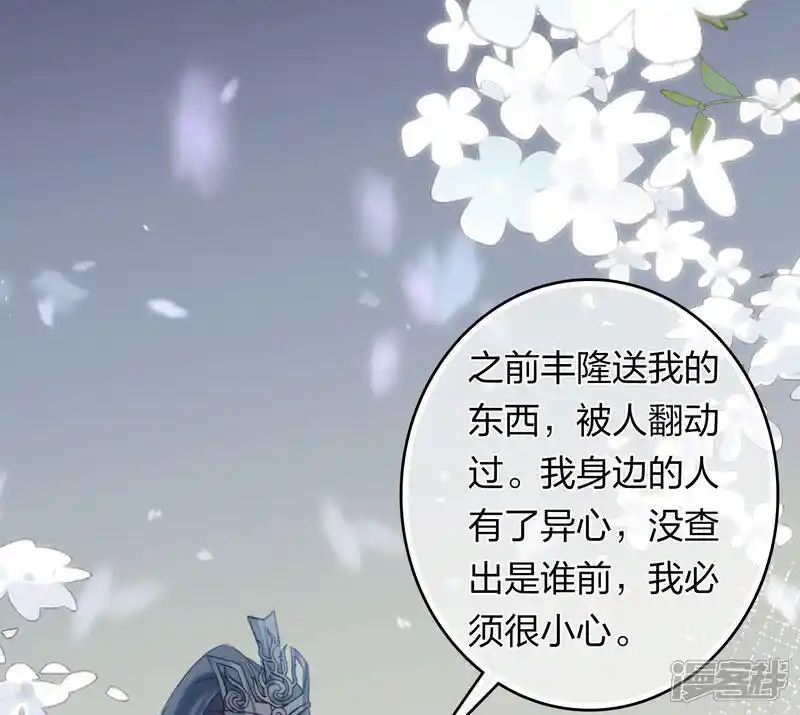 之前丰隆送我的
东西，被人翻动
过。我身边的人
有了异心，没查
出是谁前，我必
须很小心。
漫客栈